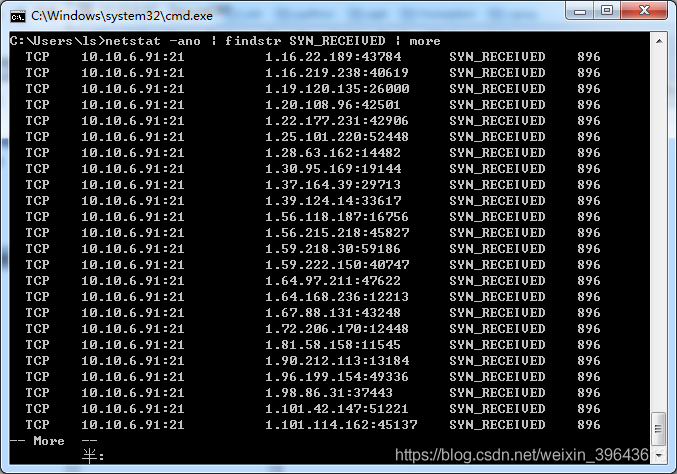 C:\Windows\system32\cmd.exe
C:\Users\ls>netstat -ano | findstr SYN_RECEIVED | more
TCP 10.10.6.91:21 1.16.22.189:43784 SYN_RECEIVED 896
TCP 10.10.6.91:21 1.16.219.238:40619 SYN_RECEIVED 896
TCP 10.10.6.91:21 1.19.120.135:26000 SYN_RECEIVED 896
TCP 10.10.6.91:21 1.20.108.96:42501 SYN_RECEIVED 896
TCP 10.10.6.91:21 1.22.177.231:42906 SYN_RECEIVED 896
TCP 10.10.6.91:21 1.25.101.220:52448 SYN_RECEIVED 896
TCP 10.10.6.91:21 1.28.63.162:14482 SYN_RECEIVED 896
TCP 10.10.6.91:21 1.30.95.169:19144 SYN_RECEIVED 896
TCP 10.10.6.91:21 1.37.164.39:29713 SYN_RECEIVED 896
TCP 10.10.6.91:21 1.39.124.14:33617 SYN_RECEIVED 896
TCP 10.10.6.91:21 1.56.118.187:16756 SYN_RECEIVED 896
TCP 10.10.6.91:21 1.56.215.218:45827 SYN_RECEIVED 896
TCP 10.10.6.91:21 1.59.218.30:59186 SYN_RECEIVED 896
TCP 10.10.6.91:21 1.59.222.150:40747 SYN_RECEIVED 896
TCP 10.10.6.91:21 1.64.97.211:47622 SYN_RECEIVED 896
TCP 10.10.6.91:21 1.64.168.236:12213 SYN_RECEIVED 896
TCP 10.10.6.91:21 1.67.88.131:43248 SYN_RECEIVED 896
TCP 10.10.6.91:21 1.72.206.170:12448 SYN_RECEIVED 896
TCP 10.10.6.91:21 1.81.58.158:11545 SYN_RECEIVED 896
TCP 10.10.6.91:21 1.90.212.113:13184 SYN_RECEIVED 896
TCP 10.10.6.91:21 1.96.199.154:49336 SYN_RECEIVED 896
TCP 10.10.6.91:21 1.98.86.31:37443 SYN_RECEIVED 896
TCP 10.10.6.91:21 1.101.42.147:51221 SYN_RECEIVED 896
TCP 10.10.6.91:21 1.101.114.162:45137 SYN_RECEIVED 896
-- More --
半:
https://blog.csdn.net/weixin_396436